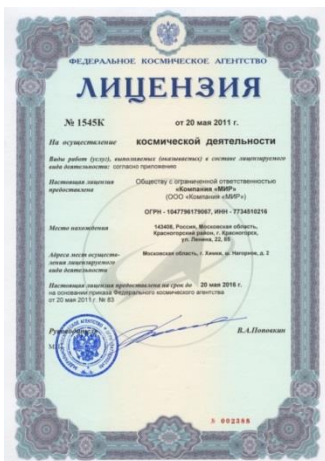 ФЕДЕРАЛЬНОЕ КОСМИЧЕСКОЕ АГЕНТСТВО
ЛИЦЕНЗИЯ
№ 1545К от 20 мая 2011 г.
На осуществление космической деятельности
Виды работ (услуг), выполняемых (оказываемых) в составе лицензируемого
вида деятельности: согласно приложению
Настоящая лицензия Обществу с ограниченной ответственностью
предоставлена «Компания «МИР»
(ООО «Компания «МИР»)
ОГРН - 1047796179067, ИНН - 7734510216
Место нахождения 143408, Россия, Московская область,
Красногорский район, г. Красногорск,
ул. Ленина, 22, 95
Адреса мест осущест- Московская область, г. Химки, ш. Нагорное, д. 2
вления лицензируемого
вида деятельности
Настоящая лицензия предоставлена на срок до 20 мая 2016 г.
на основании приказа Федерального космического агентства
от 20 мая 2011 г. № 83
Руководитель В.А.Поповкин
М.П.
А 002388